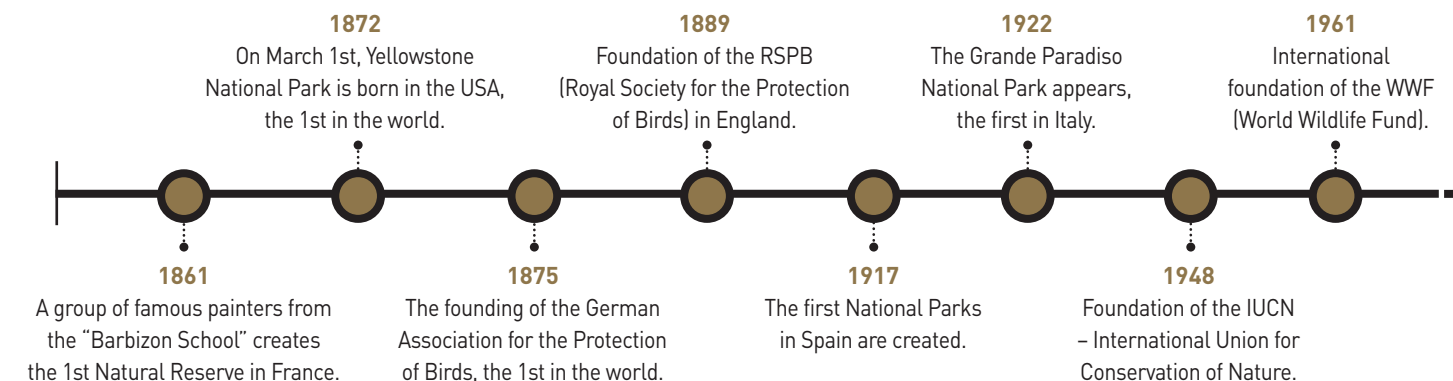 1872
On March 1st, Yellowstone
National Park is born in the USA,
the 1st in the world.
1889
Foundation of the RSPB
(Royal Society for the Protection
of Birds) in England.
1922
The Grande Paradiso
National Park appears,
the first in Italy.
1961
International
foundation of the WWF
(World Wildlife Fund).
1861
A group of famous painters from
the “Barbizon School” creates
the 1st Natural Reserve in France.
1875
The founding of the German
Association for the Protection
of Birds, the 1st in the world.
1917
The first National Parks
in Spain are created.
1948
Foundation of the IUCN
– International Union for
Conservation of Nature.